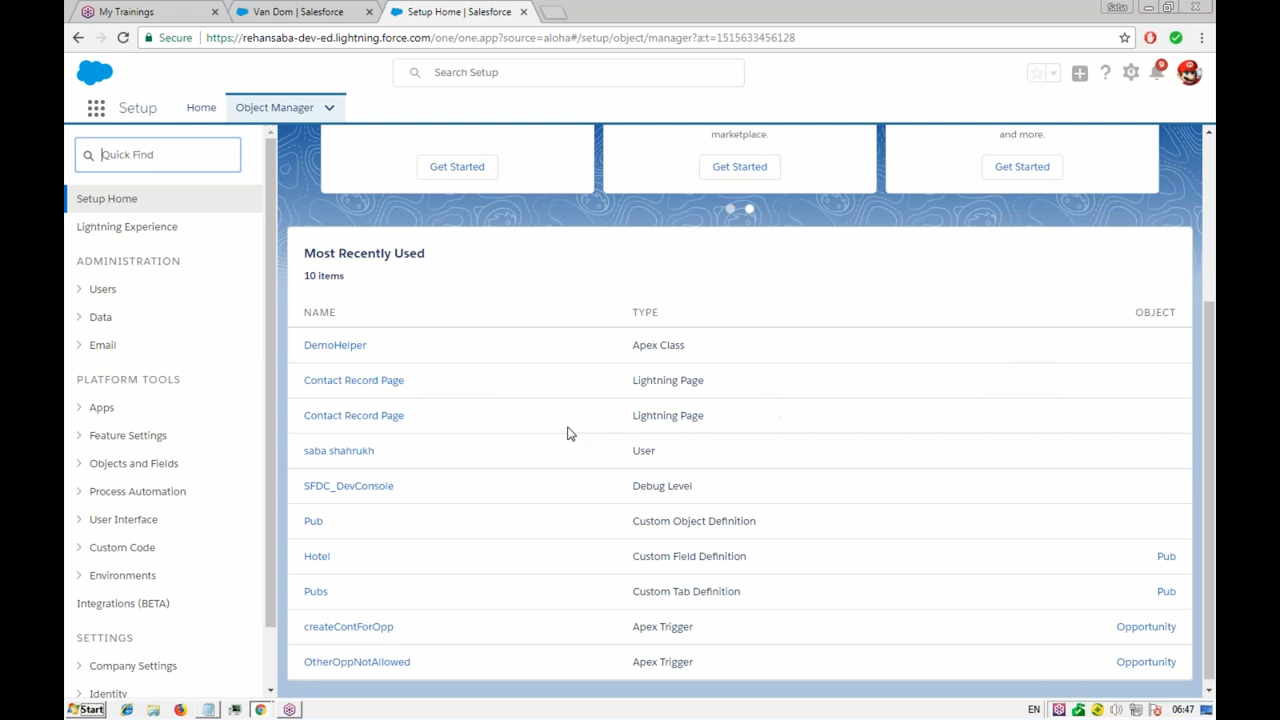 My Trainings
Van Dom | Salesforce
Setup Home | Salesforce
Saba
Secure
https://rehansaba-dev-ed.lightning.force.com/one/one.app?source=aloha#/setup/object/manager?a:t=1515633456128
Search Setup
9
Setup
Home
Object Manager
Quick Find
Setup Home
Lightning Experience
ADMINISTRATION
Users
Data
Email
PLATFORM TOOLS
Apps
Feature Settings
Objects and Fields
Process Automation
User Interface
Custom Code
Environments
Integrations (BETA)
SETTINGS
Company Settings
Identity
marketplace.
and more.
Get Started
Get Started
Get Started
Most Recently Used
10 items
NAME TYPE OBJECT
DemoHelper Apex Class
Contact Record Page Lightning Page
Contact Record Page Lightning Page
saba shahrukh User
SFDC_DevConsole Debug Level
Pub Custom Object Definition
Hotel Custom Field Definition Pub
Pubs Custom Tab Definition Pub
createContForOpp Apex Trigger Opportunity
OtherOppNotAllowed Apex Trigger Opportunity
Start
EN
06:47